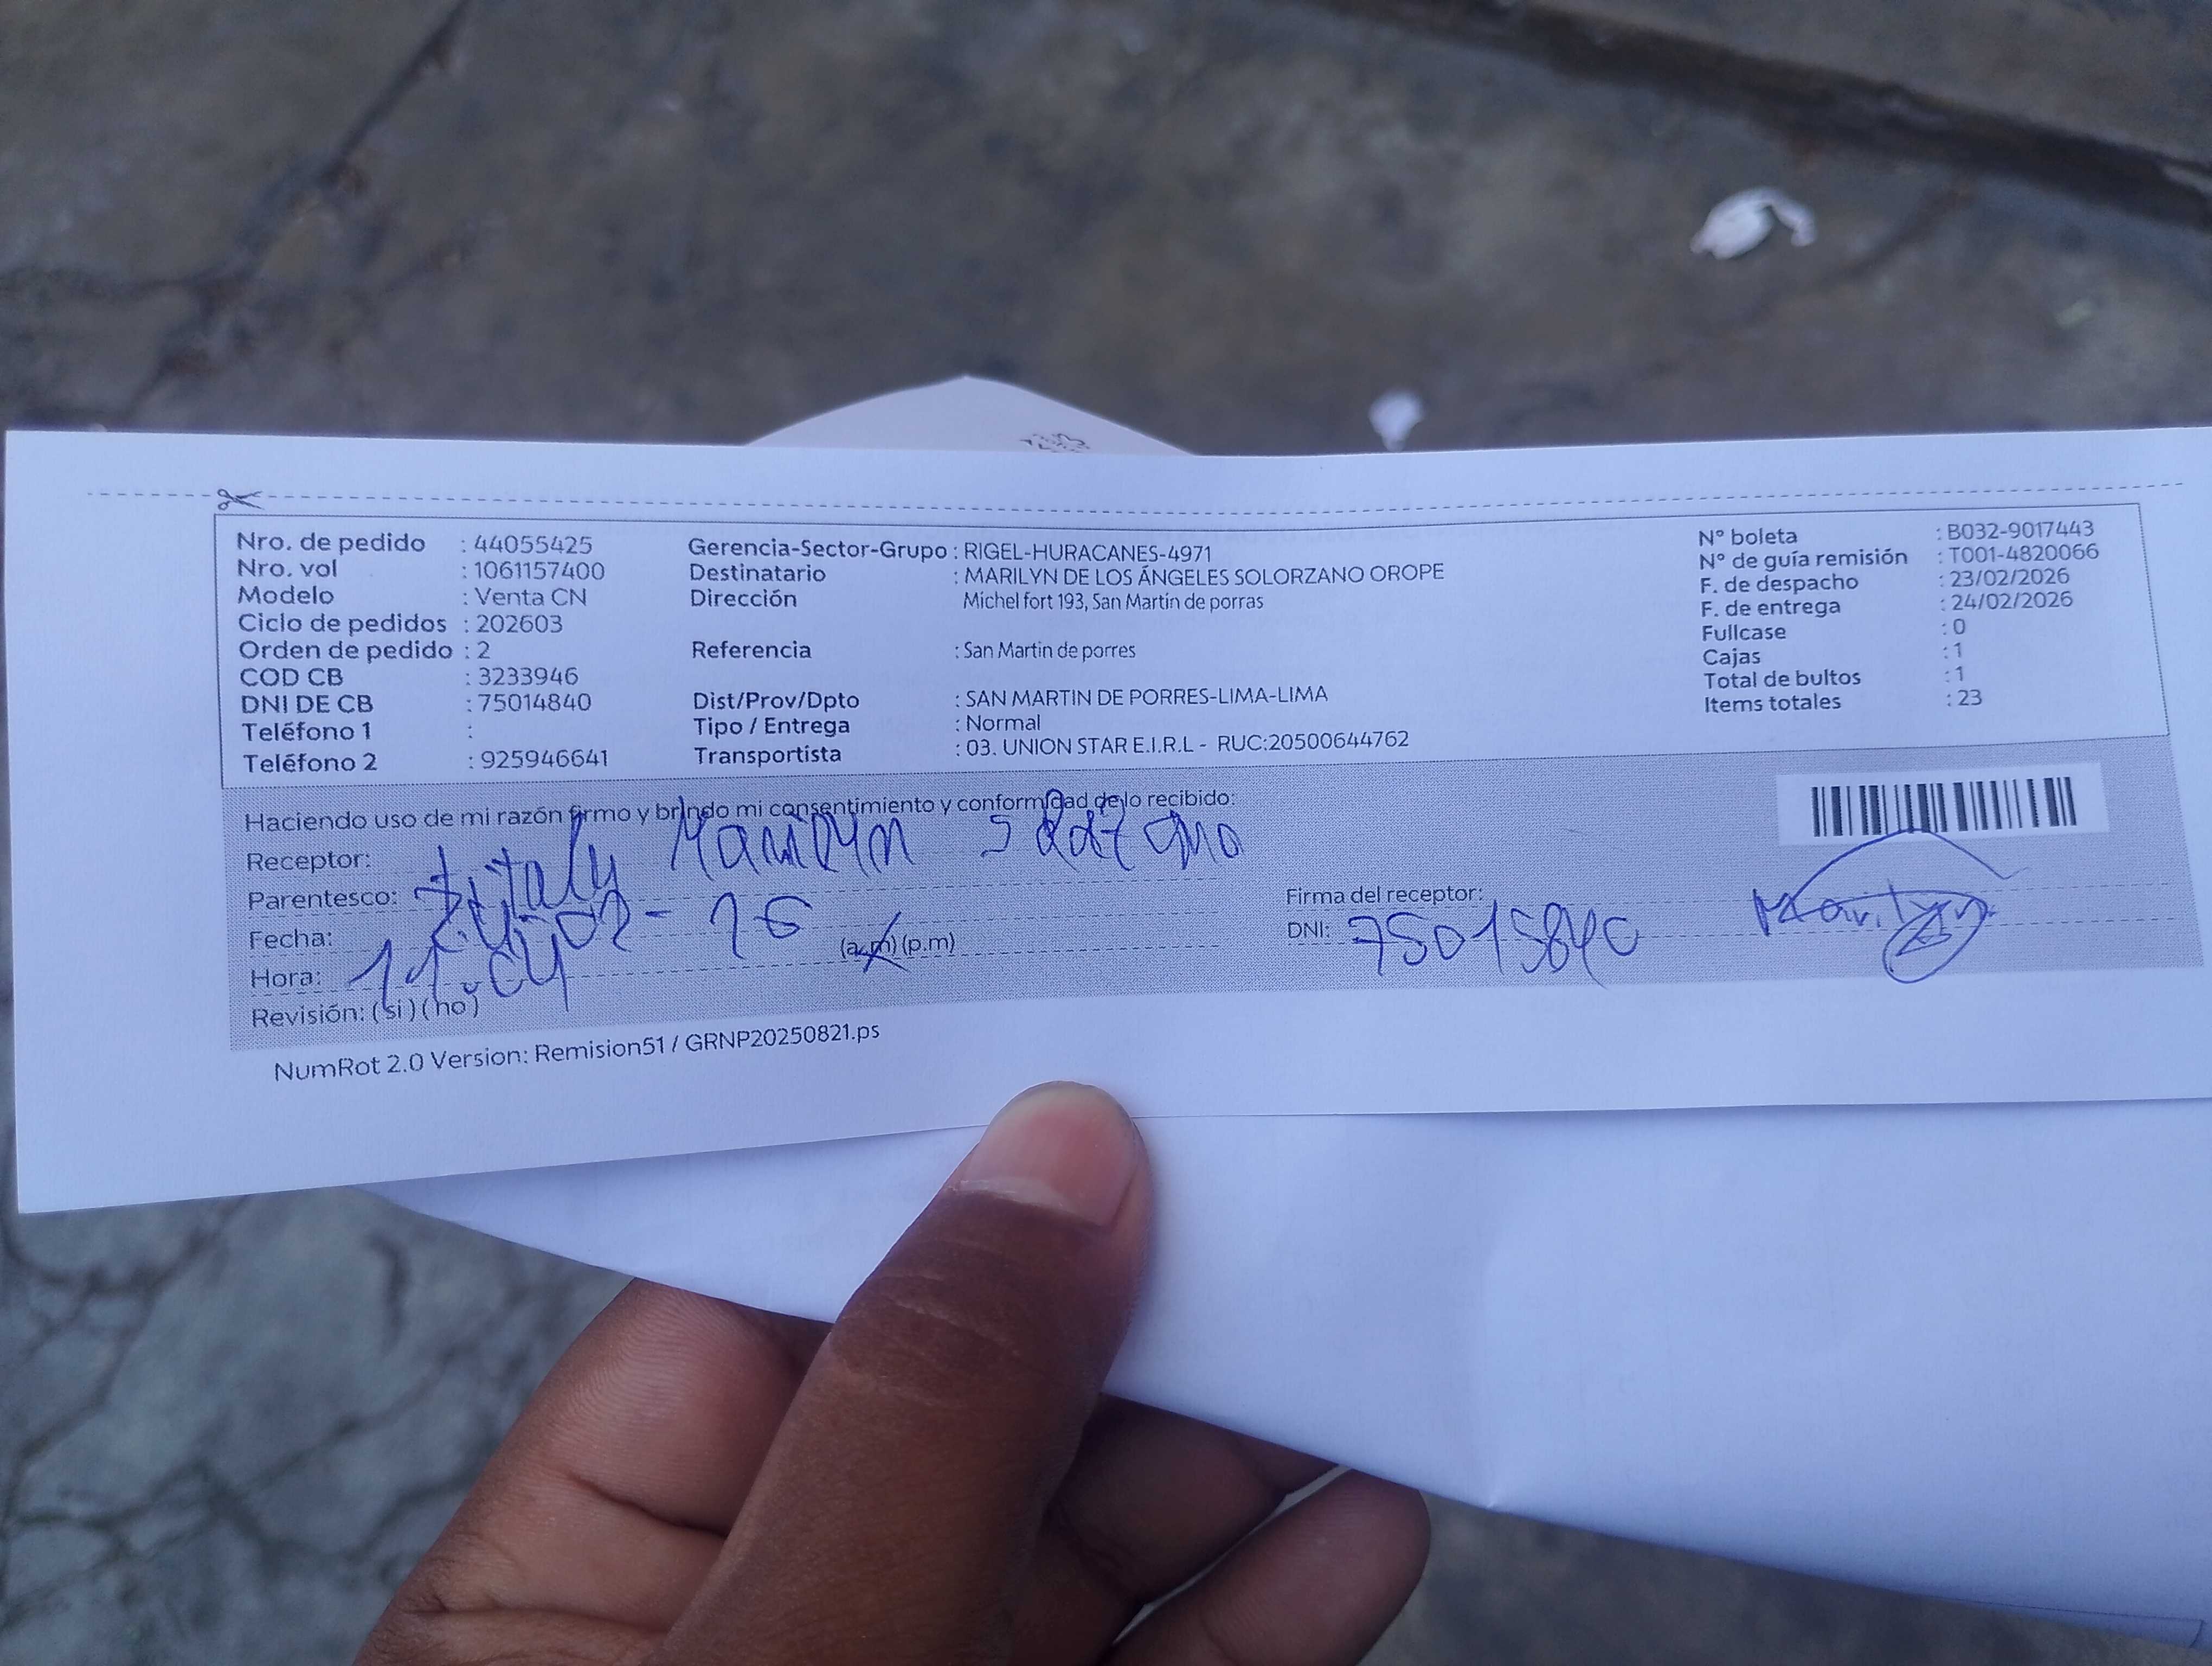 Nro. de pedido : 44055425
Nro. vol : 1061157400
Modelo : Venta CN
Ciclo de pedidos : 202603
Orden de pedido : 2
COD CB : 3233946
DNI DE CB : 75014840
Teléfono 1 :
Teléfono 2 : 925946641
Gerencia-Sector-Grupo : RIGEL-HURACANES-4971
Destinatario : MARILYN DE LOS ÁNGELES SOLORZANO OROPE
Dirección Michel fort 193, San Martin de porras
Referencia : San Martin de porres
Dist/Prov/Dpto : SAN MARTIN DE PORRES-LIMA-LIMA
Tipo / Entrega : Normal
Transportista : 03. UNION STAR E.I.R.L - RUC:20500644762
N° boleta : B032-9017443
N° de guía remisión : T001-4820066
F. de despacho : 23/02/2026
F. de entrega : 24/02/2026
Fullcase : 0
Cajas : 1
Total de bultos : 1
Items totales : 23
Haciendo uso de mi razón firmo y brindo mi consentimiento y conformidad de lo recibido:
Receptor: Marilyn
Parentesco:
Fecha:
Hora: (a.m) (p.m)
Revisión: (si) (no)
Firma del receptor: Marilyn
DNI:
NumRot 2.0 Version: Remision51 / GRNP20250821.ps